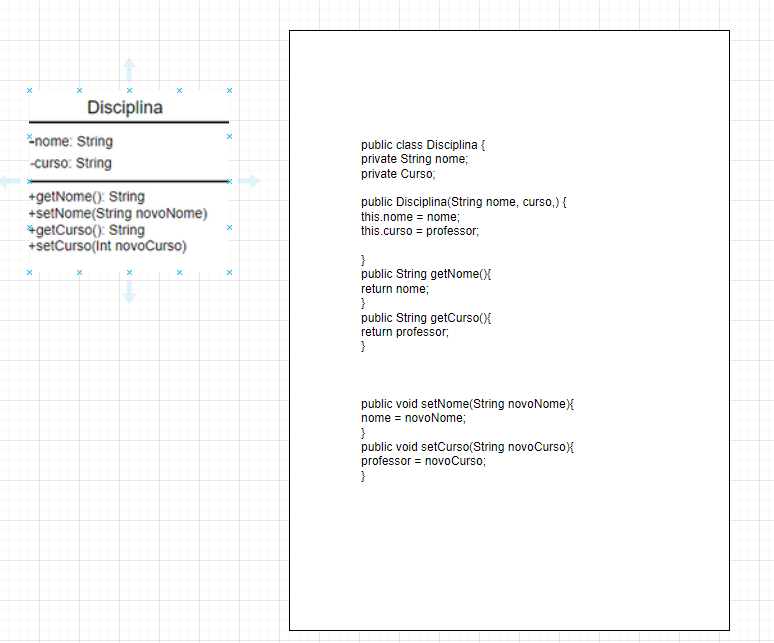 Disciplina
-nome: String
-curso: String
+getNome(): String
+setNome(String novoNome)
+getCurso(): String
+setCurso(Int novoCurso)
public class Disciplina {
private String nome;
private Curso;
public Disciplina(String nome, curso,) {
this.nome = nome;
this.curso = professor;
}
public String getNome(){
return nome;
}
public String getCurso(){
return professor;
}
public void setNome(String novoNome){
nome = novoNome;
}
public void setCurso(String novoCurso){
professor = novoCurso;
}